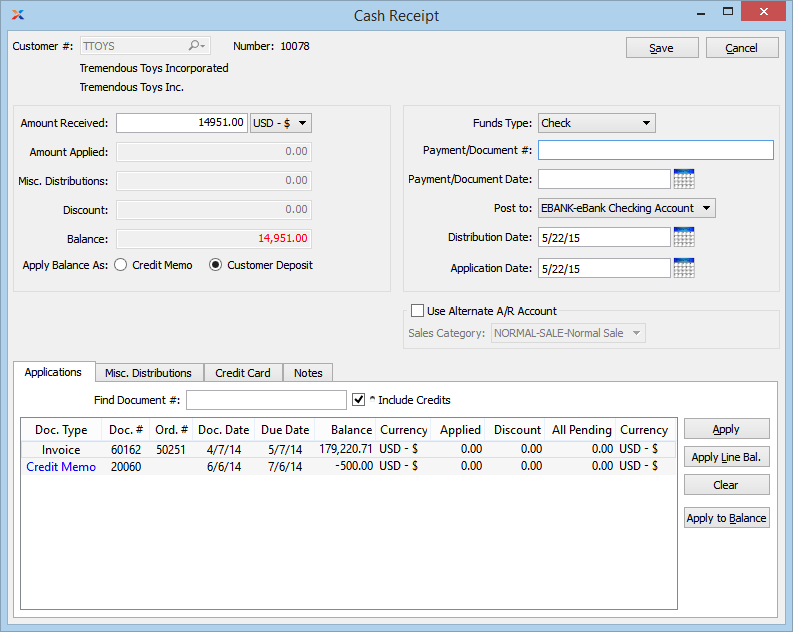 Cash Receipt
Customer #: TTOYS Number: 10078 Save Cancel
Tremendous Toys Incorporated
Tremendous Toys Inc.
Amount Received: 14951.00 USD - $
Amount Applied: 0.00
Misc. Distributions: 0.00
Discount: 0.00
Balance: 14,951.00
Apply Balance As: Credit Memo Customer Deposit
Funds Type: Check
Payment/Document #:
Payment/Document Date:
Post to: EBANK-eBank Checking Account
Distribution Date: 5/22/15
Application Date: 5/22/15
Use Alternate A/R Account
Sales Category: NORMAL-SALE-Normal Sale
Applications Misc. Distributions Credit Card Notes
Find Document #: * Include Credits
Doc. Type Doc. # Ord. # Doc. Date Due Date Balance Currency Applied Discount All Pending Currency
Invoice 60162 50251 4/7/14 5/7/14 179,220.71 USD - $ 0.00 0.00 0.00 USD - $
Credit Memo 20060 6/6/14 7/6/14 -500.00 USD - $ 0.00 0.00 0.00 USD - $
Apply
Apply Line Bal.
Clear
Apply to Balance